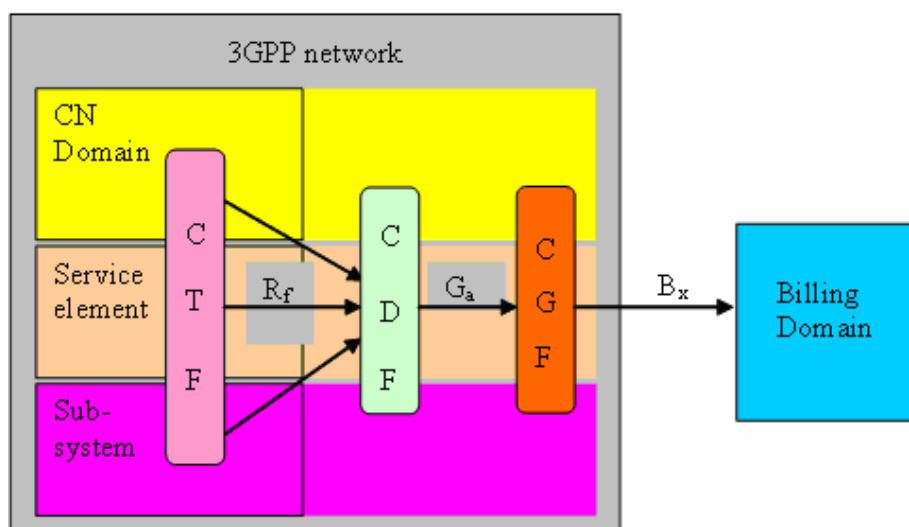 3GPP network
CN
Domain
Service
element
Sub-
system
C
T
F
Rf
C
D
F
Ga
C
G
F
Bx
Billing
Domain